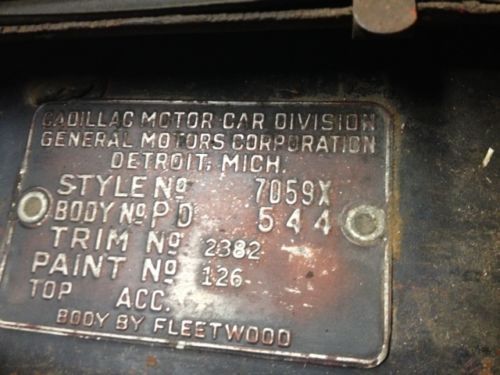 CADILLAC MOTOR CAR DIVISION
GENERAL MOTORS CORPORATION
DETROIT, MICH.
STYLE No 7059X
BODY No PD 544
TRIM No 2382
PAINT No 126
TOP ACC.
BODY BY FLEETWOOD